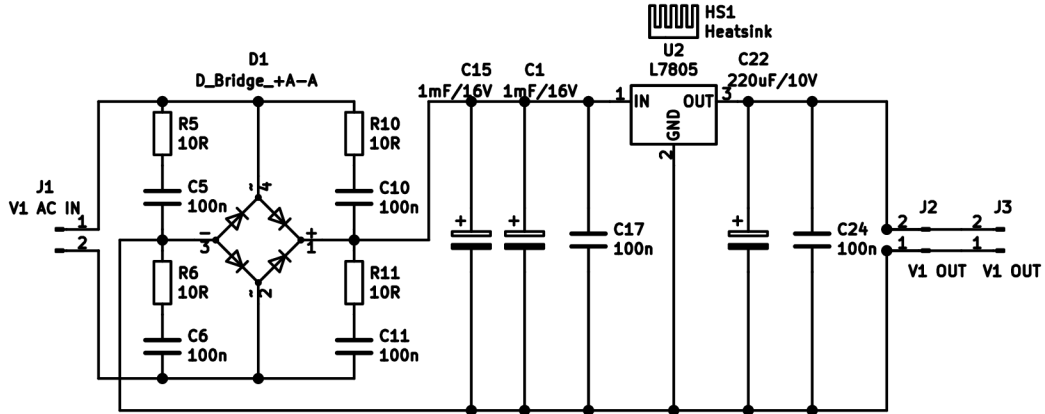 HS1
Heatsink
U2
L7805
D1
D_Bridge_+A-A
C15
1mF/16V
C1
1mF/16V
C22
220uF/10V
1
IN
OUT
3
GND
2
R5
10R
R10
10R
J1
V1 AC IN
1
2
C5
100n
~
4
C10
100n
-
3
+
1
+
+
C17
100n
+
C24
100n
2
J2
2
J3
1
1
V1 OUT
V1 OUT
R6
10R
~
2
R11
10R
C6
100n
C11
100n